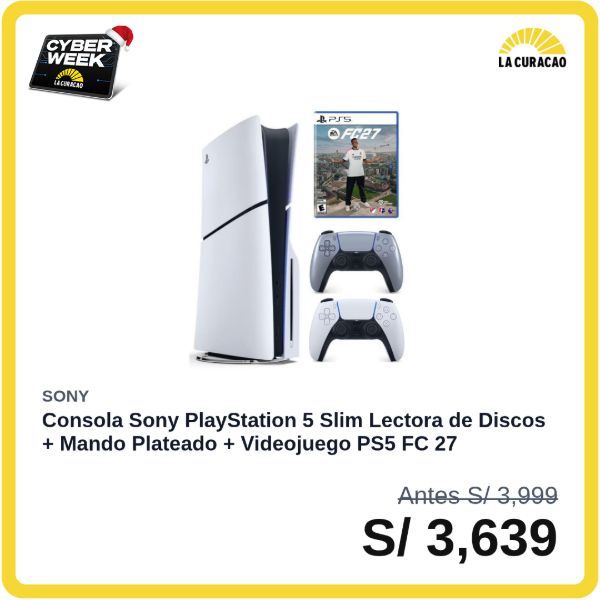 CYBER
WEEK
LA CURACAO
LA CURACAO
PS5
EA FC27
E
SONY
Consola Sony PlayStation 5 Slim Lectora de Discos
+ Mando Plateado + Videojuego PS5 FC 27
Antes S/ 3,999
S/ 3,639